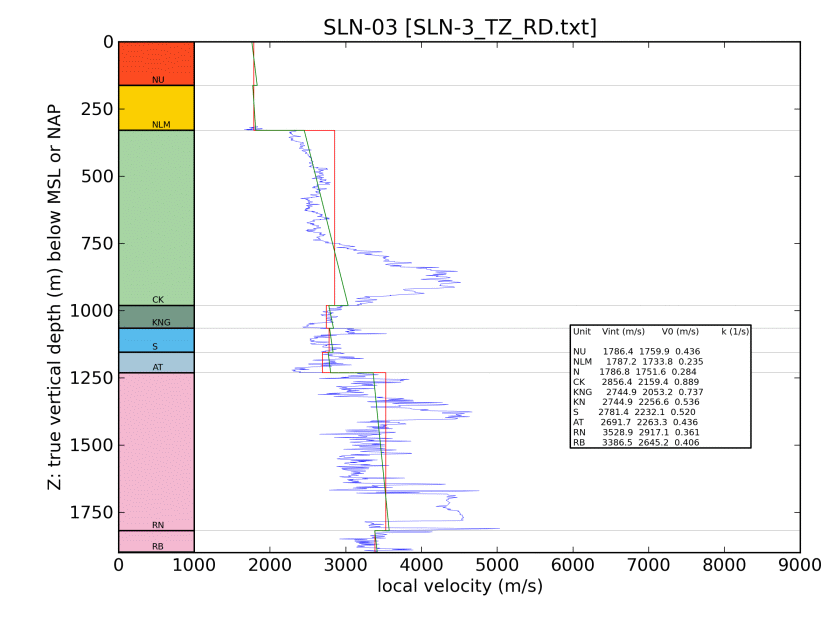 SLN-03 [SLN-3_TZ_RD.txt]
Z: true vertical depth (m) below MSL or NAP
0
250
500
750
1000
1250
1500
1750
NU
NLM
CK
KNG
S
AT
RN
RB
Unit Vint (m/s) V0 (m/s) k (1/s)
NU 1786.4 1759.9 0.436
NLM 1787.2 1733.8 0.235
N 1786.8 1751.6 0.284
CK 2856.4 2159.4 0.889
KNG 2744.9 2053.2 0.737
KN 2744.9 2256.6 0.536
S 2781.4 2232.1 0.520
AT 2691.7 2263.3 0.436
RN 3528.9 2917.1 0.361
RB 3386.5 2645.2 0.406
0 1000 2000 3000 4000 5000 6000 7000 8000 9000
local velocity (m/s)